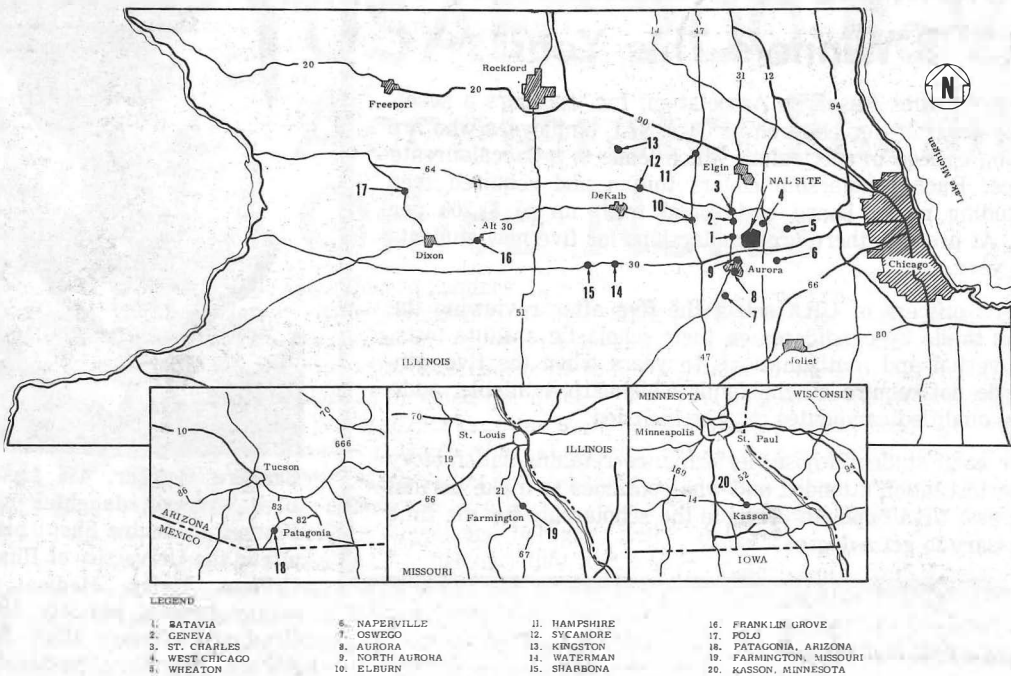 14 47
31 12
20
Rockford
20
Freeport
94
N
Lake Michigan
90
13
12
11
Elgin
64
17
DeKalb
3
NAL SITE
4
10
2
5
1
Alt 30
Dixon
16
Chicago
6
30
9
Aurora
15 14
8
66
7
51
80
47
Joliet
ILLINOIS
20
10
666
Tucson
86
83
82
ARIZONA
MEXICO
Patagonia
18
70
St. Louis
ILLINOIS
19
66
21
Farmington
19
67
MISSOURI
MINNESOTA
WISCONSIN
Minneapolis
St. Paul
169
52
94
20
Kasson
14
IOWA
LEGEND
1. BATAVIA
2. GENEVA
3. ST. CHARLES
4. WEST CHICAGO
5. WHEATON
6. NAPERVILLE
7. OSWEGO
8. AURORA
9. NORTH AURORA
10. ELBURN
11. HAMPSHIRE
12. SYCAMORE
13. KINGSTON
14. WATERMAN
15. SHABBONA
16. FRANKLIN GROVE
17. POLO
18. PATAGONIA, ARIZONA
19. FARMINGTON, MISSOURI
20. KASSON, MINNESOTA